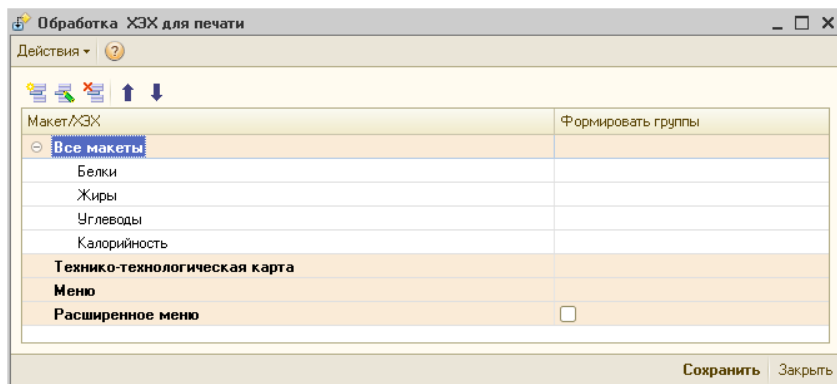 Обработка ХЭХ для печати
Действия
Макет/ХЭХ Формировать группы
Все макеты
Белки
Жиры
Углеводы
Калорийность
Технико-технологическая карта
Меню
Расширенное меню
Сохранить Закрыть